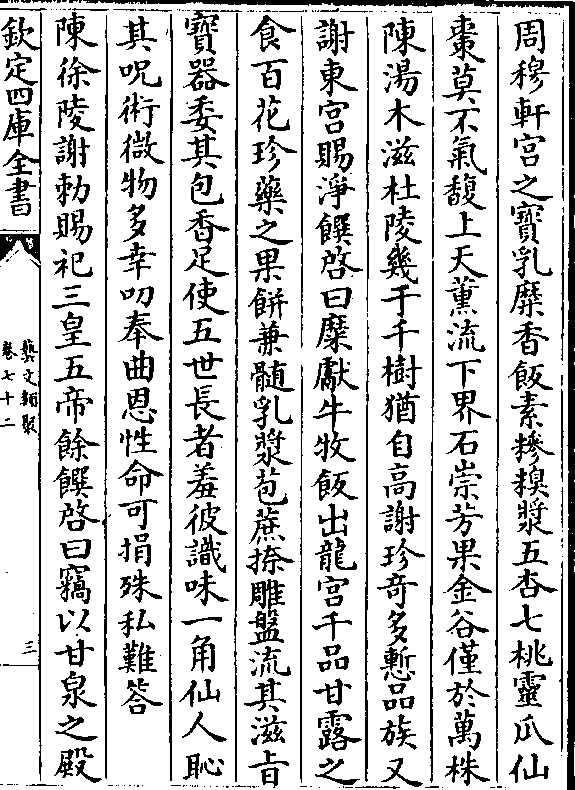 周穆軒宮之寶乳糜香飯素糝糗漿五杏七桃靈瓜仙
棗莫不氣馥上天薰流下界石崇芳果金谷僅於萬株
陳湯木滋杜陵幾于千樹猶自高謝珍奇多慙品族又
謝東宮賜淨饌啓曰糜獻牛牧飯出龍宮千品甘露之
食百花珍藥之果餅兼髓乳漿苞蔗捺雕盤流其滋旨
寶器委其包香足使五世長者羞彼識味一角仙人恥
其呪術微物多幸叨奉曲恩性命可捐殊私難答
陳徐陵謝勅賜祀三皇五帝餘饌啓曰竊以甘泉之殿
欽定四庫全書
藝文類聚
卷七十二
三